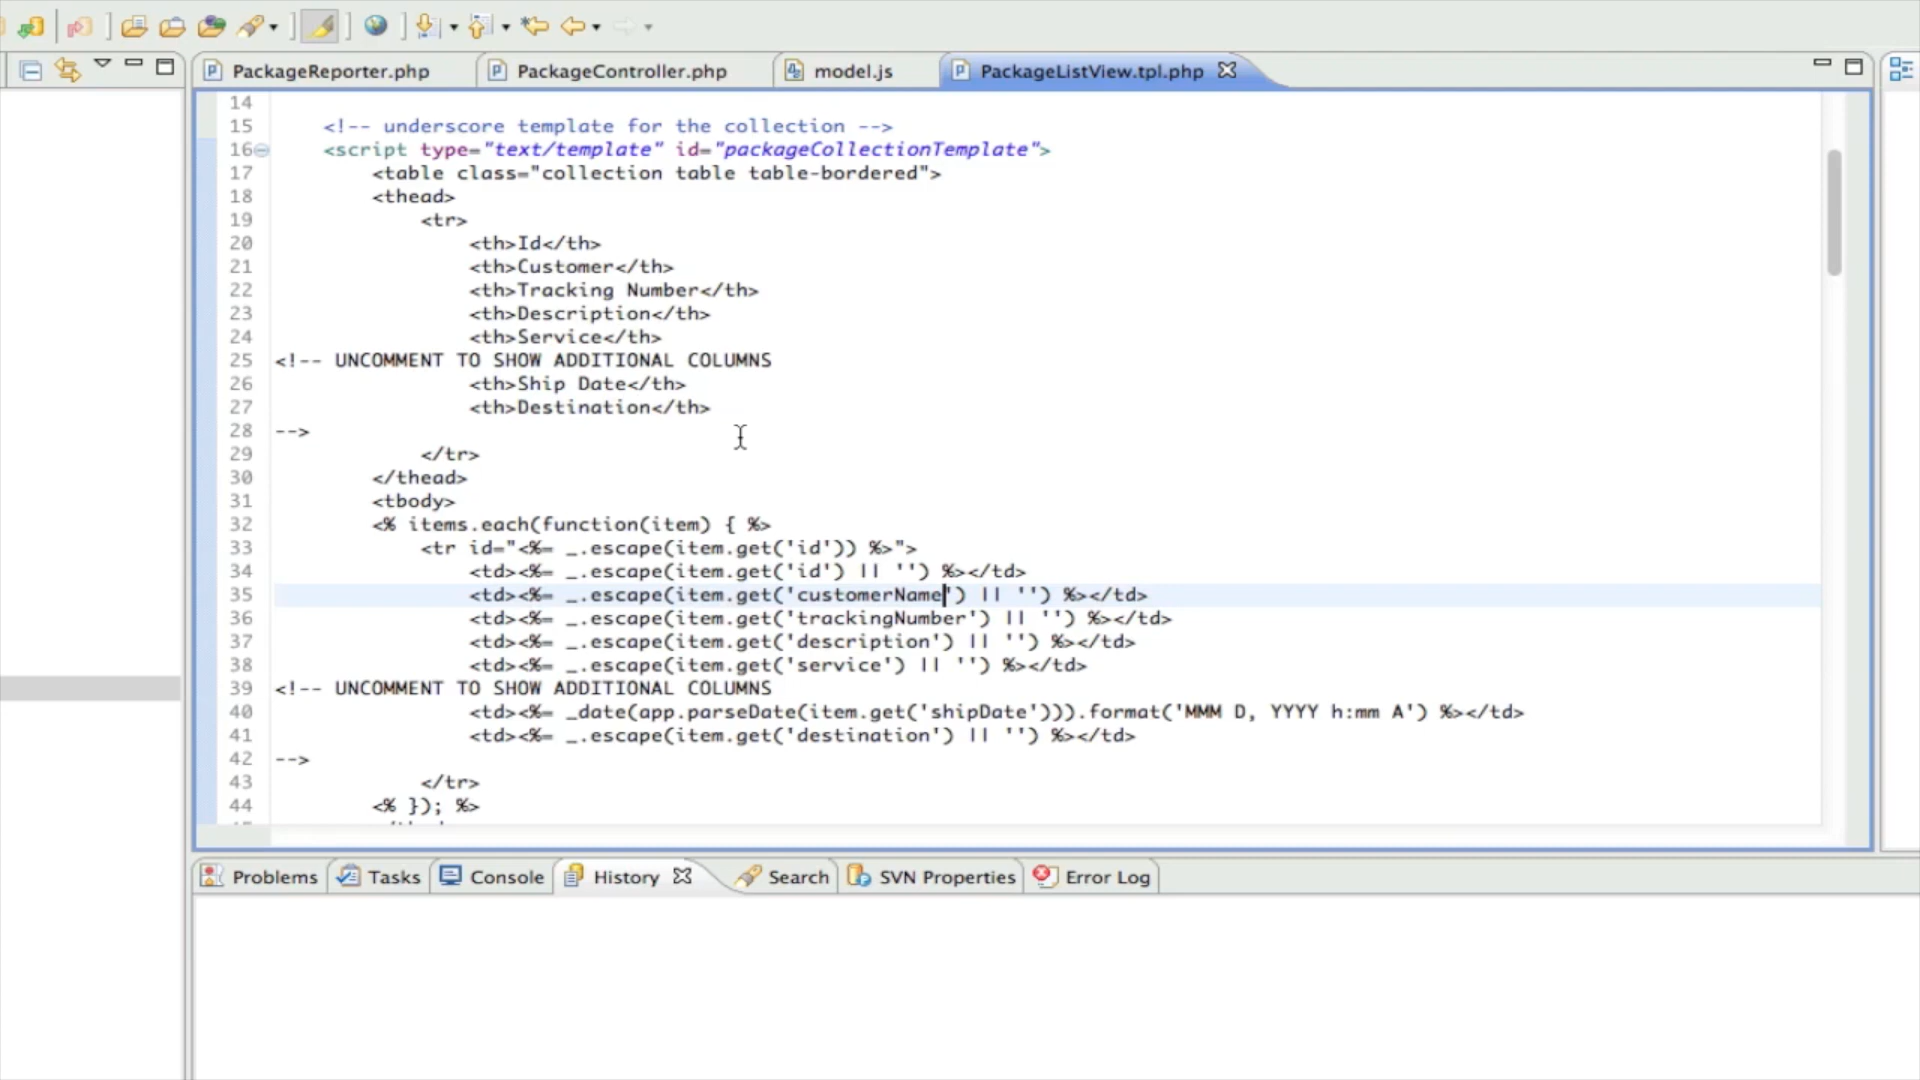 PackageReporter.php PackageController.php model.js PackageListView.tpl.php
14
15 <!-- underscore template for the collection -->
16 <script type="text/template" id="packageCollectionTemplate">
17 <table class="collection table table-bordered">
18 <thead>
19 <tr>
20 <th>Id</th>
21 <th>Customer</th>
22 <th>Tracking Number</th>
23 <th>Description</th>
24 <th>Service</th>
25 <!-- UNCOMMENT TO SHOW ADDITIONAL COLUMNS
26 <th>Ship Date</th>
27 <th>Destination</th>
28 -->
29 </tr>
30 </thead>
31 <tbody>
32 <% items.each(function(item) { %>
33 <tr id="<%= _.escape(item.get('id')) %>">
34 <td><%= _.escape(item.get('id') || '') %></td>
35 <td><%= _.escape(item.get('customerName') || '') %></td>
36 <td><%= _.escape(item.get('trackingNumber') || '') %></td>
37 <td><%= _.escape(item.get('description') || '') %></td>
38 <td><%= _.escape(item.get('service') || '') %></td>
39 <!-- UNCOMMENT TO SHOW ADDITIONAL COLUMNS
40 <td><%= _date(app.parseDate(item.get('shipDate'))).format('MMM D, YYYY h:mm A') %></td>
41 <td><%= _.escape(item.get('destination') || '') %></td>
42 -->
43 </tr>
44 <% }); %>
Problems Tasks Console History Search SVN Properties Error Log